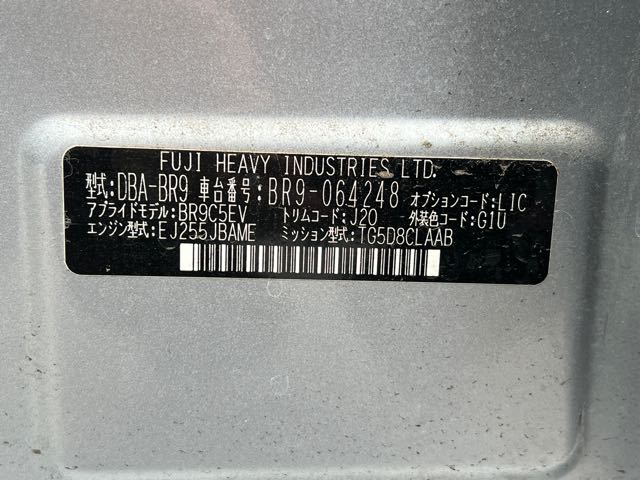 FUJI HEAVY INDUSTRIES LTD.
型式:DBA-BR9 車台番号:BR9-064248 オプションコード:L1C
アプライドモデル:BR9C5EV トリムコード:J20 外装色コード:G1U
エンジン型式:EJ255JBAME ミッション型式:TG5D8CLAAB